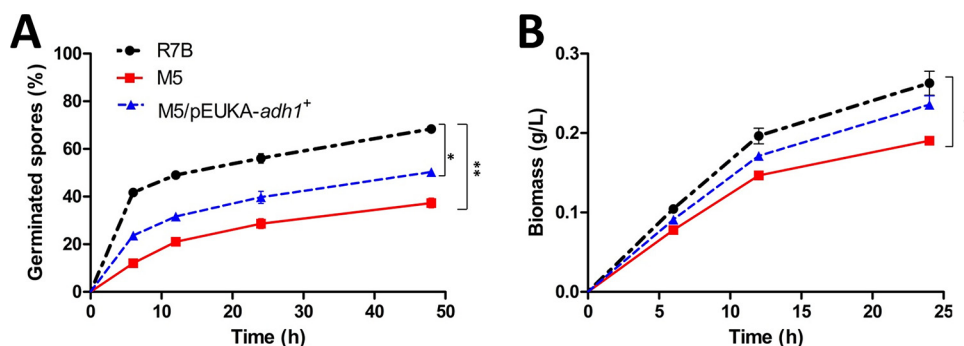 A
Germinated spores (%)
100
80
60
40
20
0
R7B
M5
M5/pEUKA-adh1+
*
**
0
10
20
30
40
50
Time (h)
B
Biomass (g/L)
0.3
0.2
0.1
0.0
0
5
10
15
20
25
Time (h)